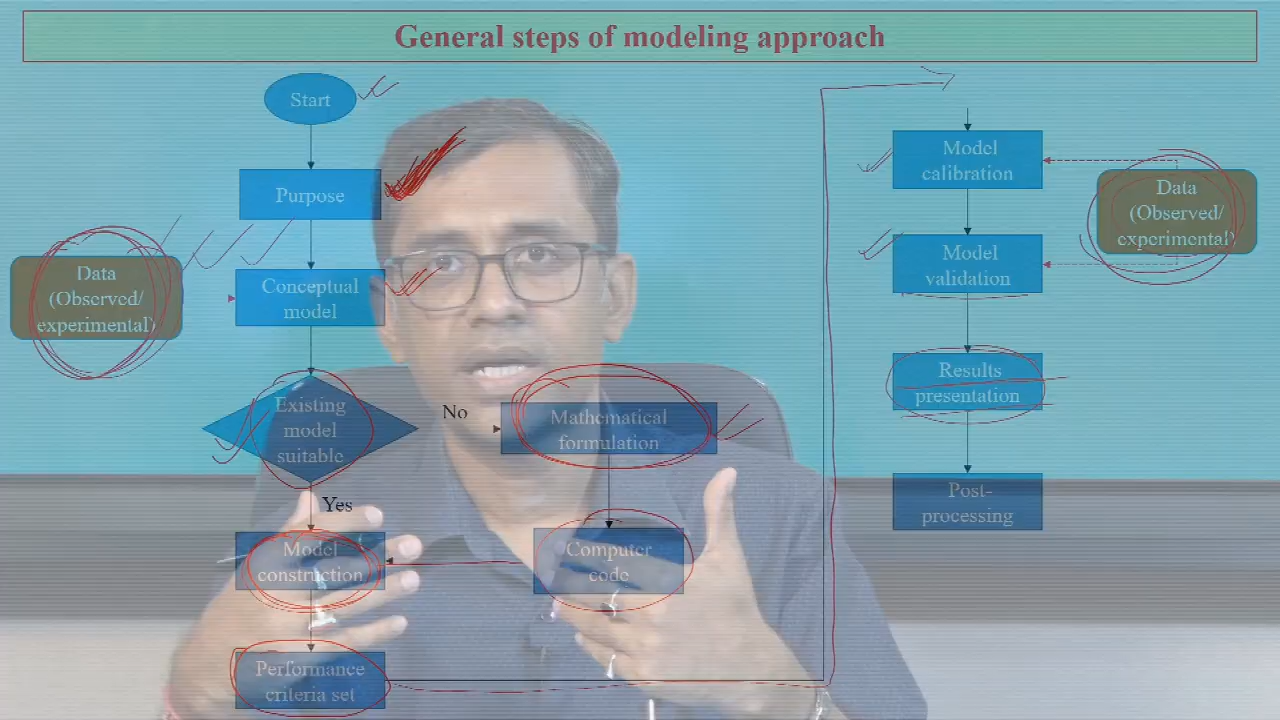 General steps of modeling approach
Start
Purpose
Data
(Observed/
experimental)
Conceptual
model
Existing
model
suitable
No
Mathematical
formulation
Yes
Model
construction
Computer
code
Performance
criteria set
Model
calibration
Data
(Observed/
experimental)
Model
validation
Results
presentation
Post-
processing